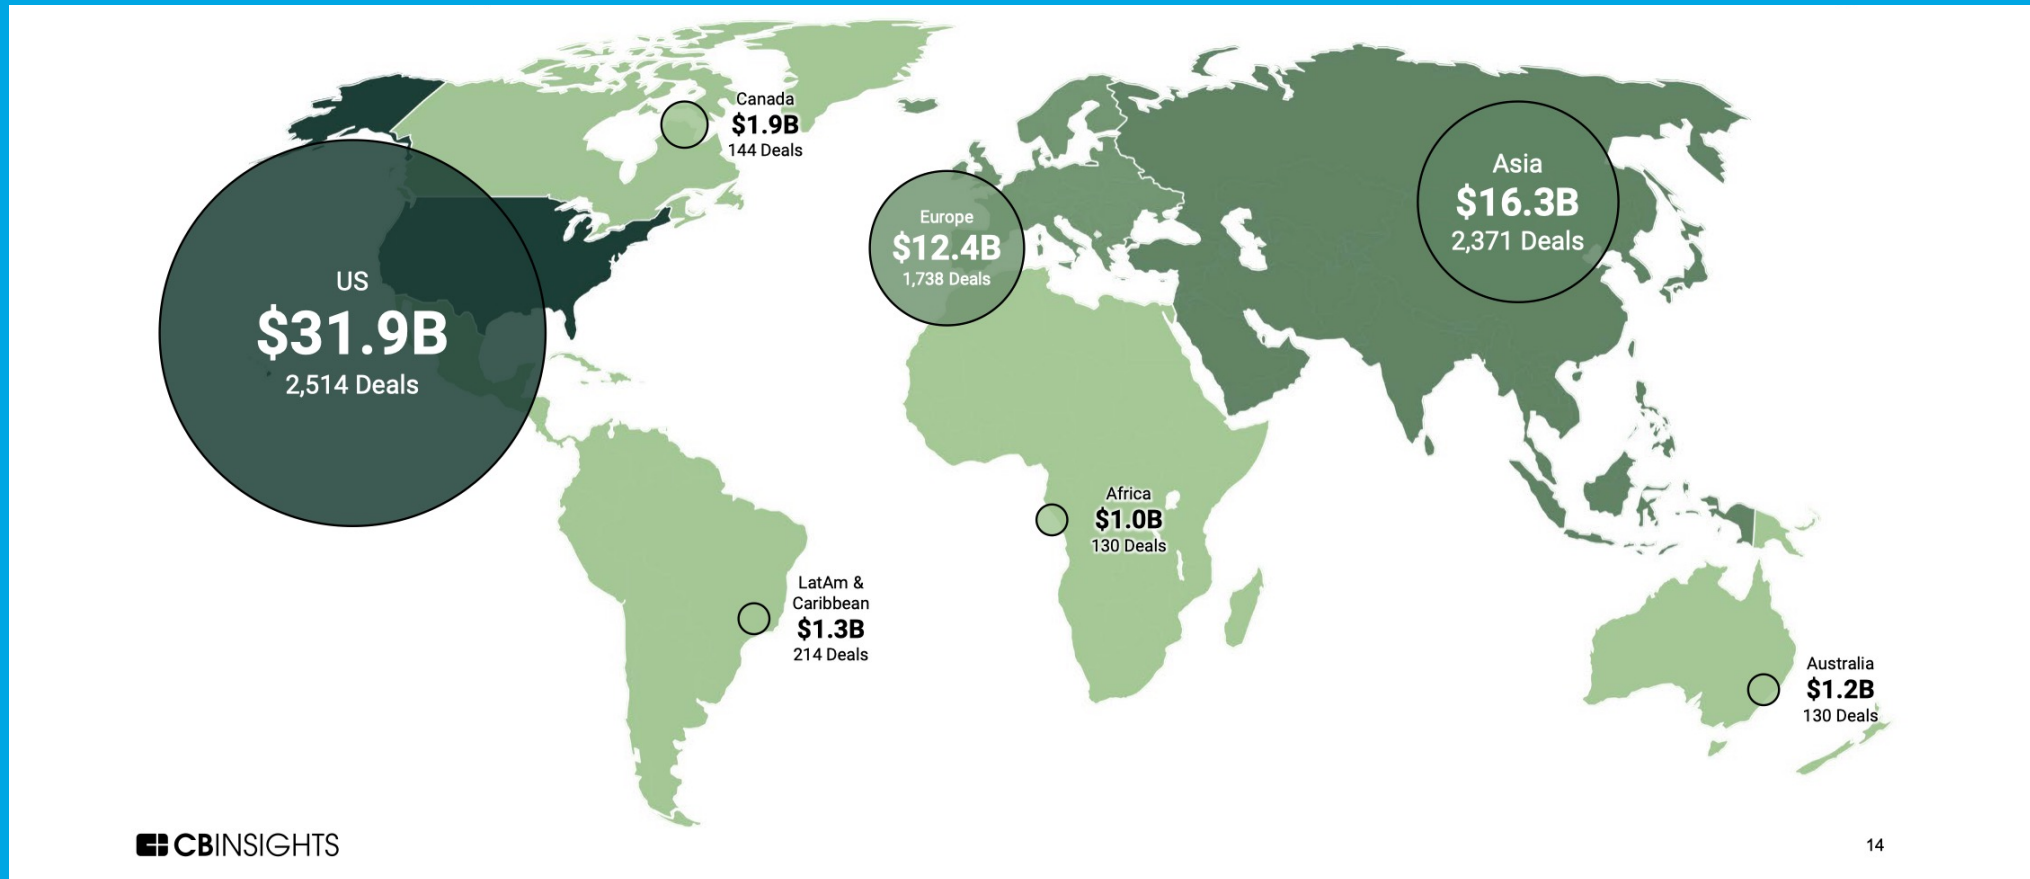 Canada
$1.9B
144 Deals
US
$31.9B
2,514 Deals
Europe
$12.4B
1,738 Deals
Asia
$16.3B
2,371 Deals
Africa
$1.0B
130 Deals
LatAm &
Caribbean
$1.3B
214 Deals
Australia
$1.2B
130 Deals
CBINSIGHTS
14